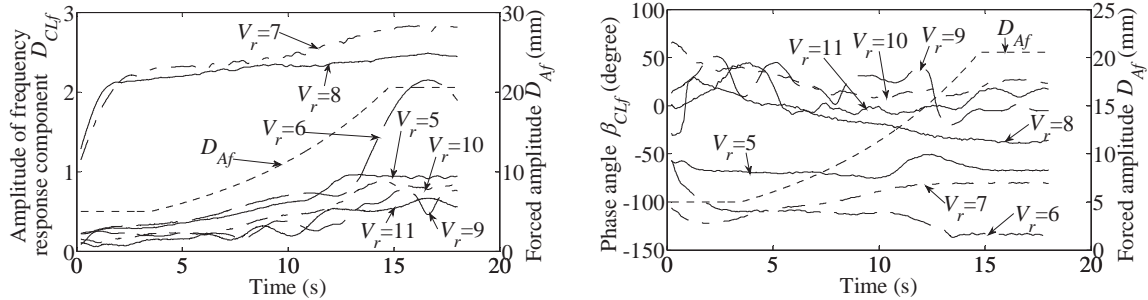 Amplitude of frequency
response component D_CLf
3
2
1
0
0
5
10
15
20
Time (s)
30
20
10
0
Forced amplitude D_Af (mm)
V_r=7
V_r=8
V_r=6
V_r=5
V_r=10
D_Af
V_r=11
V_r=9
Phase angle β_CLf (degree)
100
50
0
-50
-100
-150
0
5
10
15
20
Time (s)
25
20
15
10
5
0
Forced amplitude D_Af (mm)
V_r=11
V_r=10
V_r=9
D_Af
V_r=8
V_r=5
V_r=7
V_r=6